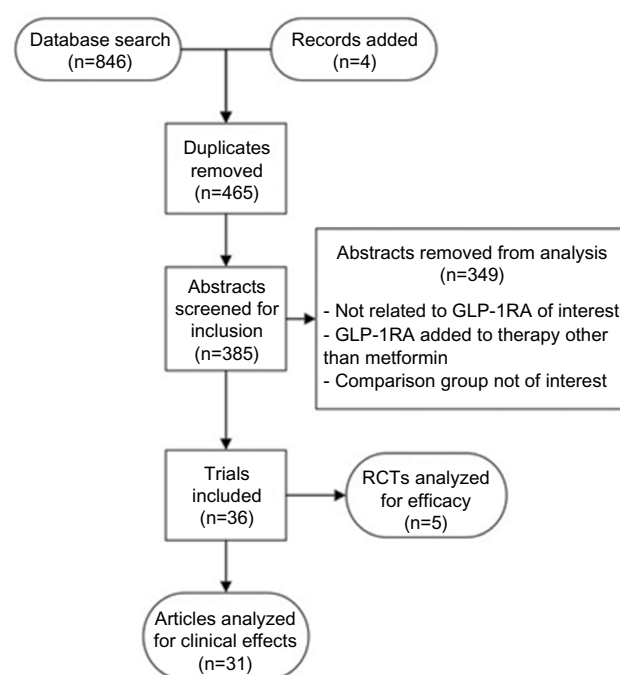 Database search
(n=846)
Records added
(n=4)
Duplicates
removed
(n=465)
Abstracts
screened for
inclusion
(n=385)
Abstracts removed from analysis
(n=349)
- Not related to GLP-1RA of interest
- GLP-1RA added to therapy other
than metformin
- Comparison group not of interest
Trials
included
(n=36)
RCTs analyzed
for efficacy
(n=5)
Articles analyzed
for clinical effects
(n=31)